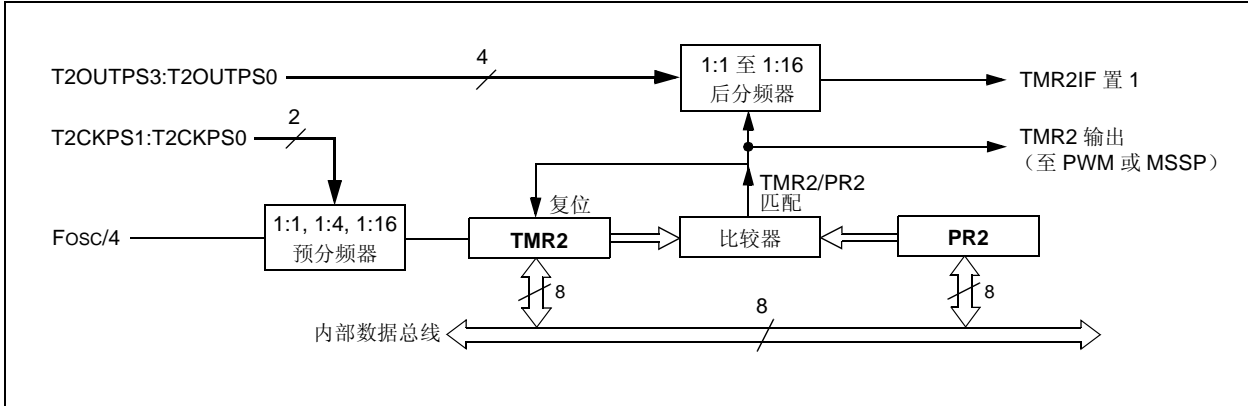 T2OUTPS3:T2OUTPS0
4
1:1 至 1:16
后分频器
TMR2IF 置 1
T2CKPS1:T2CKPS0
2
TMR2 输出
（至 PWM 或 MSSP）
TMR2/PR2
匹配
复位
FOSC/4
1:1, 1:4, 1:16
预分频器
TMR2
比较器
PR2
8
8
8
内部数据总线